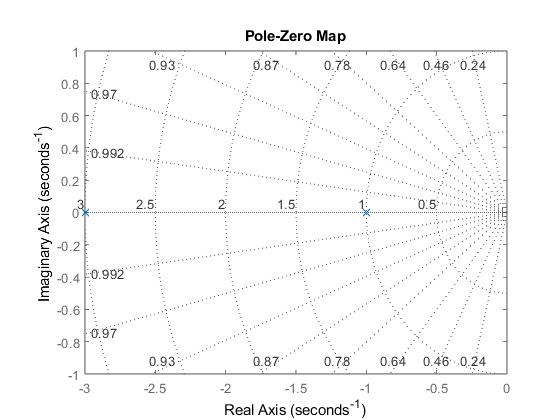 Pole-Zero Map
1
0.93 0.87 0.78 0.64 0.46 0.24
0.8
0.97
0.6
0.4
0.992
0.2
3 2.5 2 1.5 1 0.5
0
-0.2
0.992
-0.4
-0.6
0.97
-0.8
0.93 0.87 0.78 0.64 0.46 0.24
-1
-3 -2.5 -2 -1.5 -1 -0.5 0
Real Axis (seconds⁻¹)
Imaginary Axis (seconds⁻¹)